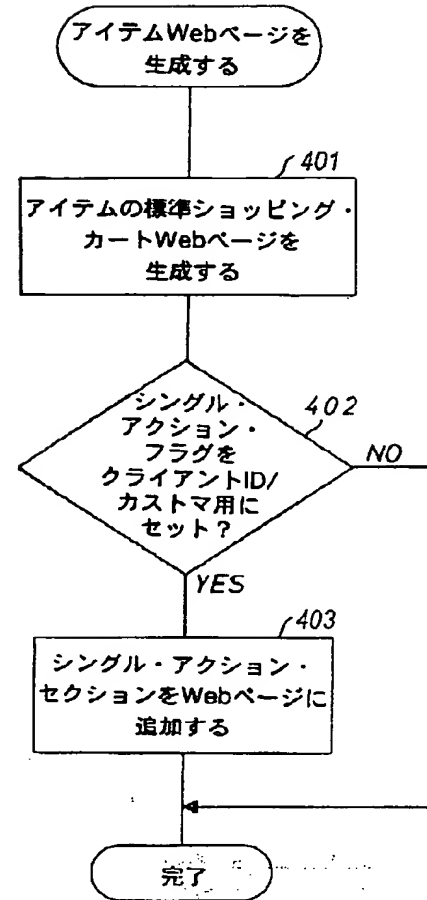 アイテムWebページを
生成する
401
アイテムの標準ショッピング・
カートWebページを
生成する
402
シングル・
アクション・
フラグを
クライアントID/
カストマ用に
セット?
NO
YES
403
シングル・アクション・
セクションをWebページに
追加する
完了